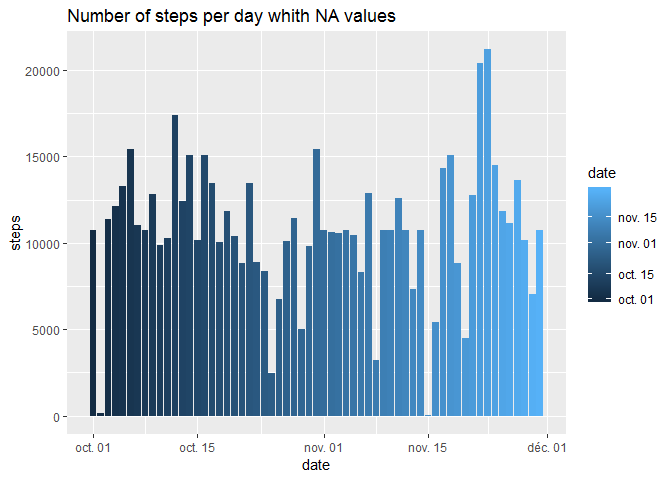 Number of steps per day whith NA values
20000
15000
10000
5000
0
steps
oct. 01
oct. 15
nov. 01
nov. 15
déc. 01
date
date
nov. 15
nov. 01
oct. 15
oct. 01